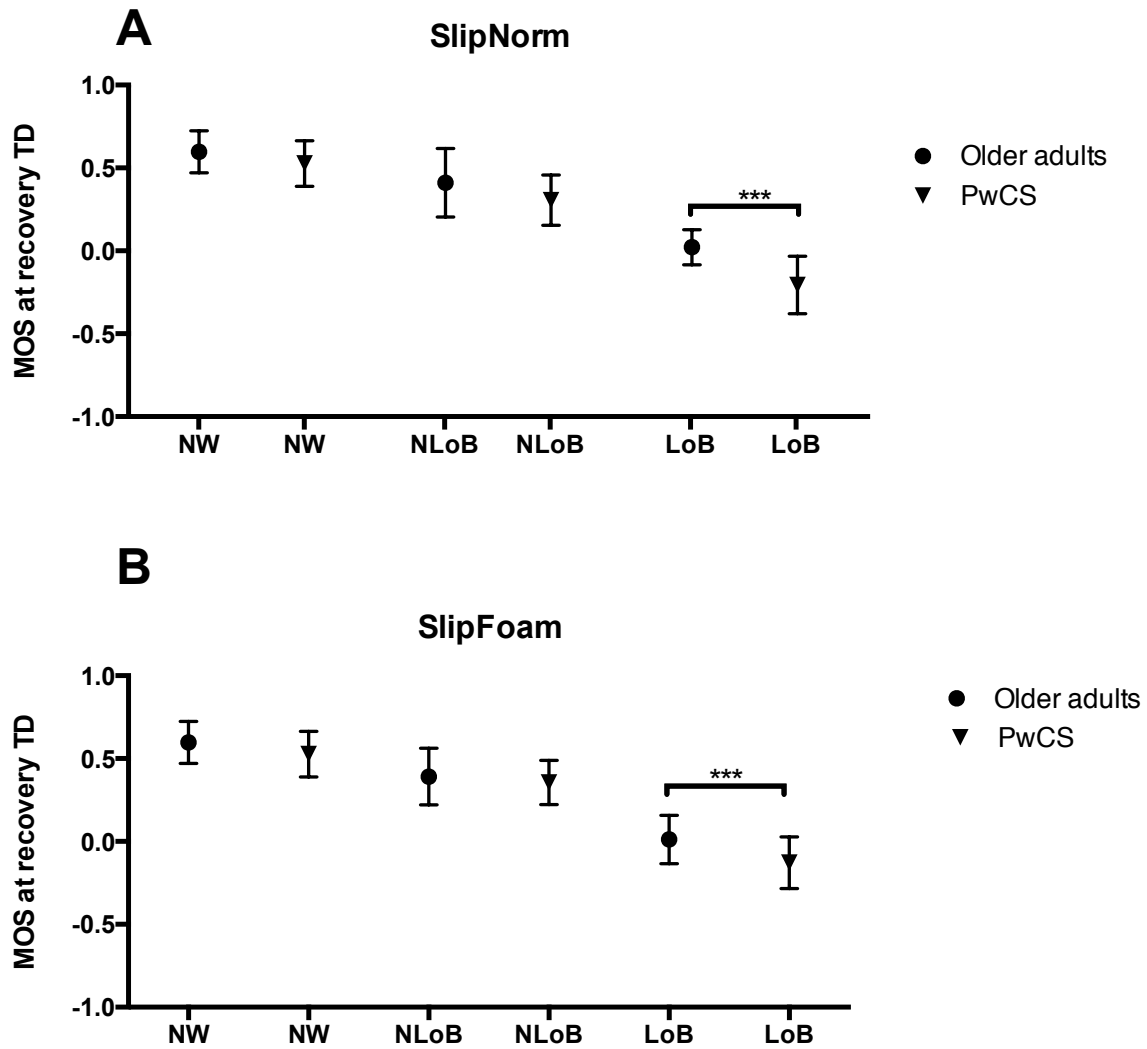 A
SlipNorm
MOS at recovery TD
1.0
0.5
0.0
-0.5
-1.0
***
Older adults
PwCS
NW NW NLoB NLoB LoB LoB
B
SlipFoam
MOS at recovery TD
1.0
0.5
0.0
-0.5
-1.0
***
Older adults
PwCS
NW NW NLoB NLoB LoB LoB